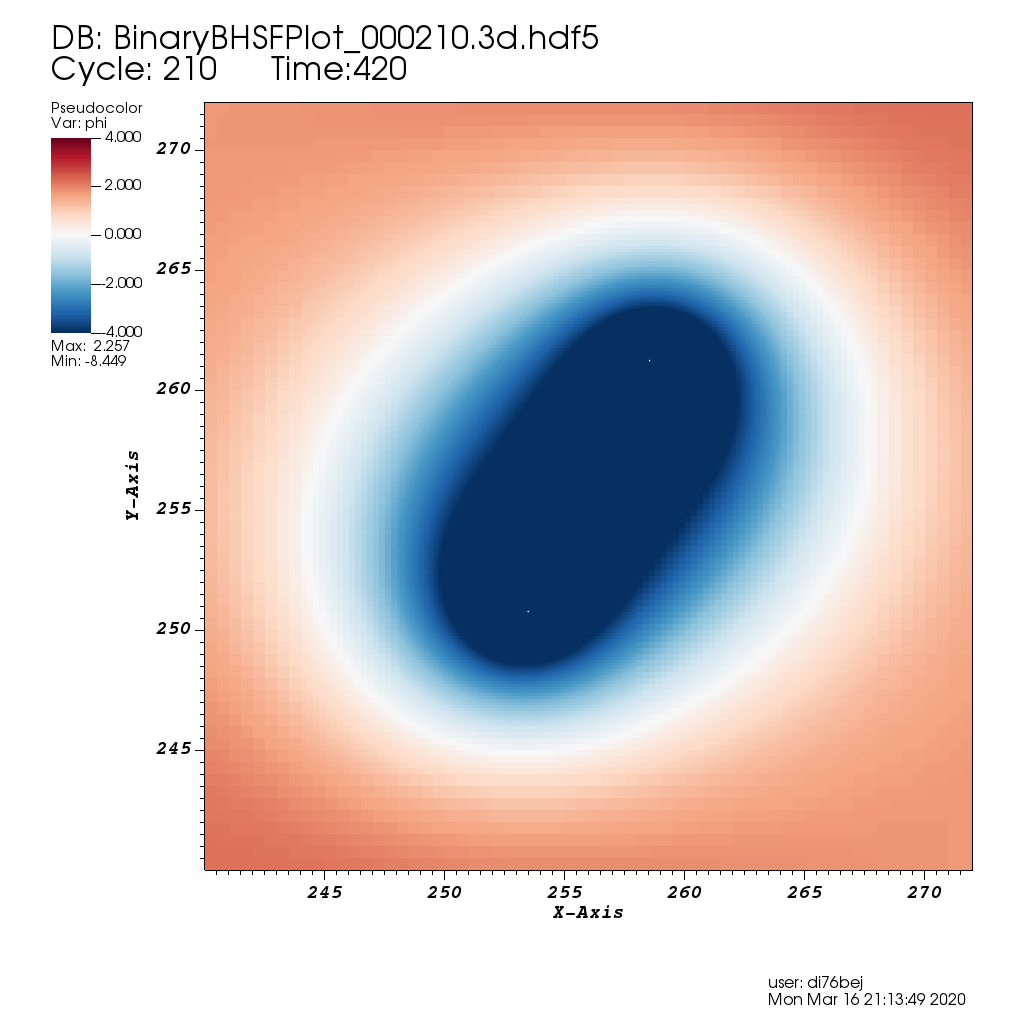 DB: BinaryBHSFPlot_000210.3d.hdf5
Cycle: 210 Time:420
Pseudocolor
Var: phi
4.000
2.000
0.000
-2.000
-4.000
Max: 2.257
Min: -8.449
270
265
260
255
250
245
Y-Axis
245 250 255 260 265 270
X-Axis
user: di76bej
Mon Mar 16 21:13:49 2020